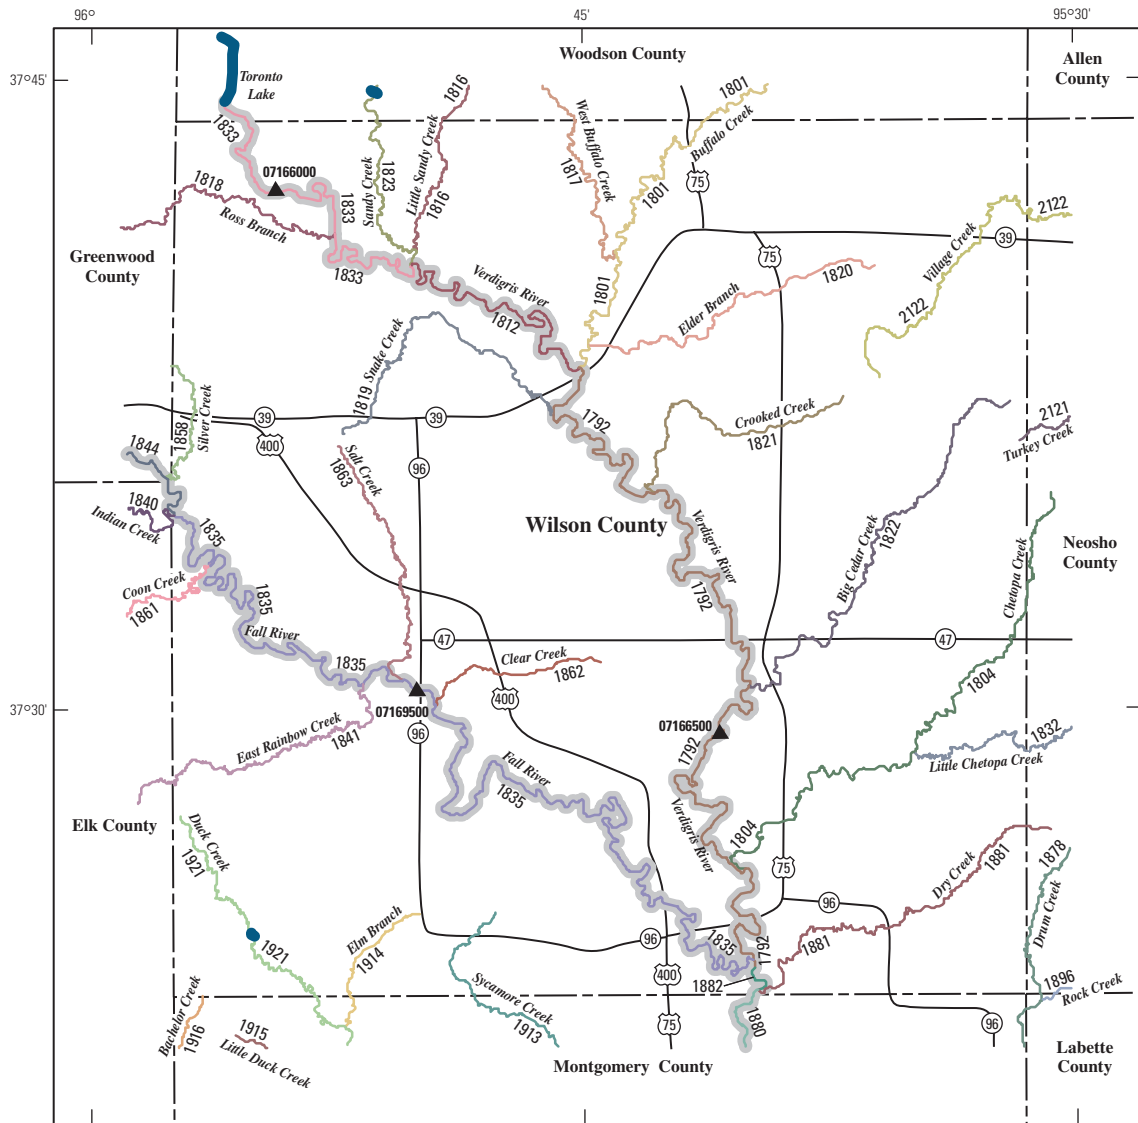 96°
45'
95°30'
37°45'
Woodson County
Allen
County
Toronto
Lake
1833
07166000
1833
1833
1818
Ross Branch
Sandy Creek
1823
Little Sandy Creek
1816
1816
West Buffalo Creek
1817
1801
Buffalo Creek
1801
1801
75
75
39
2122
Village Creek
2122
Greenwood
County
Verdigris River
1812
Elder Branch
1820
Snake Creek
1819
39
39
400
96
1858
Silver Creek
1844
1840
Indian Creek
1835
Coon Creek
1861
1835
Fall River
1835
Salt Creek
1863
1792
Crooked Creek
1821
Wilson County
Verdigris River
1792
Big Cedar Creek
1822
2121
Turkey Creek
Neosho
County
Chetopa Creek
1804
47
47
37°30'
Clear Creek
1862
400
07169500
96
East Rainbow Creek
1841
07166500
1792
1832
Little Chetopa Creek
Fall River
1835
Verdigris River
1804
Elk County
Duck Creek
1921
1921
Elm Branch
1914
75
96
Dry Creek
1881
1881
1878
Drum Creek
1896
Rock Creek
96
1835
1792
400
1882
1880
75
96
Sycamore Creek
1913
Bachelor Creek
1916
1915
Little Duck Creek
Montgomery County
Labette
County